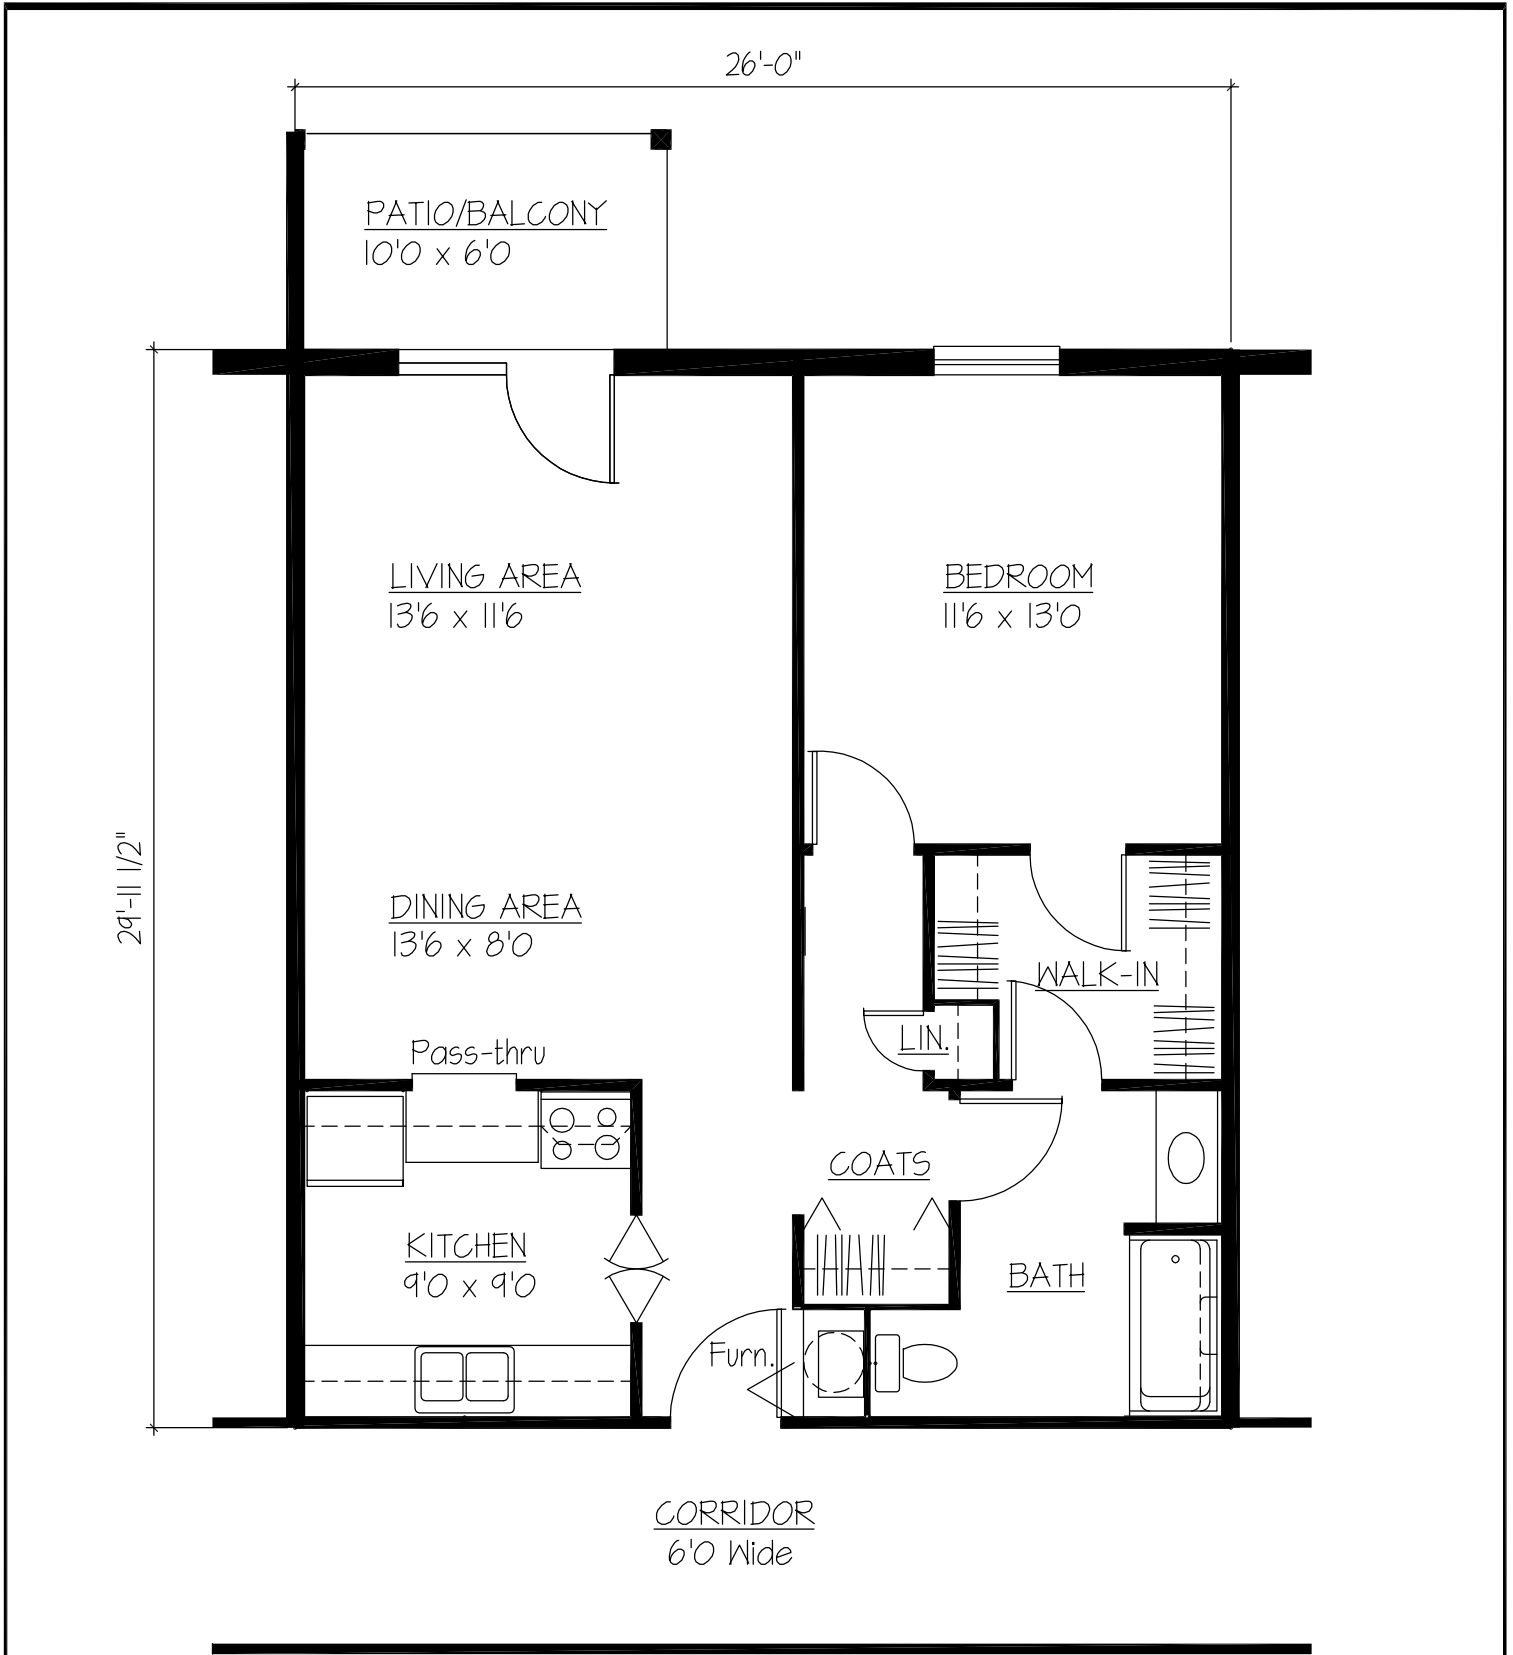 26'-0"
PATIO/BALCONY
10'0 x 6'0
LIVING AREA
13'6 x 11'6
BEDROOM
11'6 x 13'0
29'-11 1/2"
DINING AREA
13'6 x 8'0
WALK-IN
LIN.
Pass-thru
COATS
KITCHEN
9'0 x 9'0
BATH
Furn.
CORRIDOR
6'0 Wide